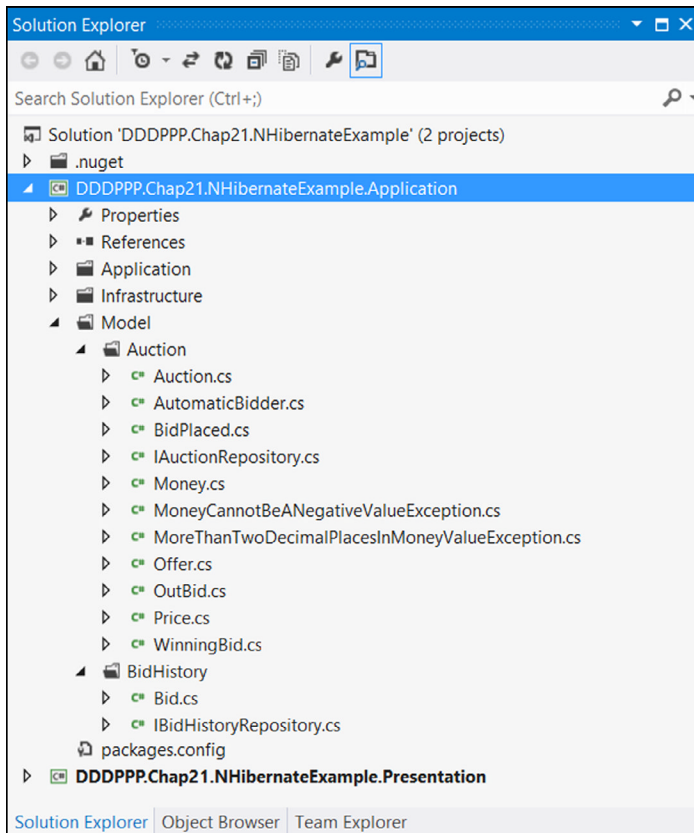 Solution Explorer
Search Solution Explorer (Ctrl+;)
Solution 'DDDPPP.Chap21.NHibernateExample' (2 projects)
.nuget
C# DDDPPP.Chap21.NHibernateExample.Application
Properties
References
Application
Infrastructure
Model
Auction
C# Auction.cs
C# AutomaticBidder.cs
C# BidPlaced.cs
C# IAuctionRepository.cs
C# Money.cs
C# MoneyCannotBeANegativeValueException.cs
C# MoreThanTwoDecimalPlacesInMoneyValueException.cs
C# Offer.cs
C# OutBid.cs
C# Price.cs
C# WinningBid.cs
BidHistory
C# Bid.cs
C# IBidHistoryRepository.cs
packages.config
C# DDDPPP.Chap21.NHibernateExample.Presentation
Solution Explorer Object Browser Team Explorer